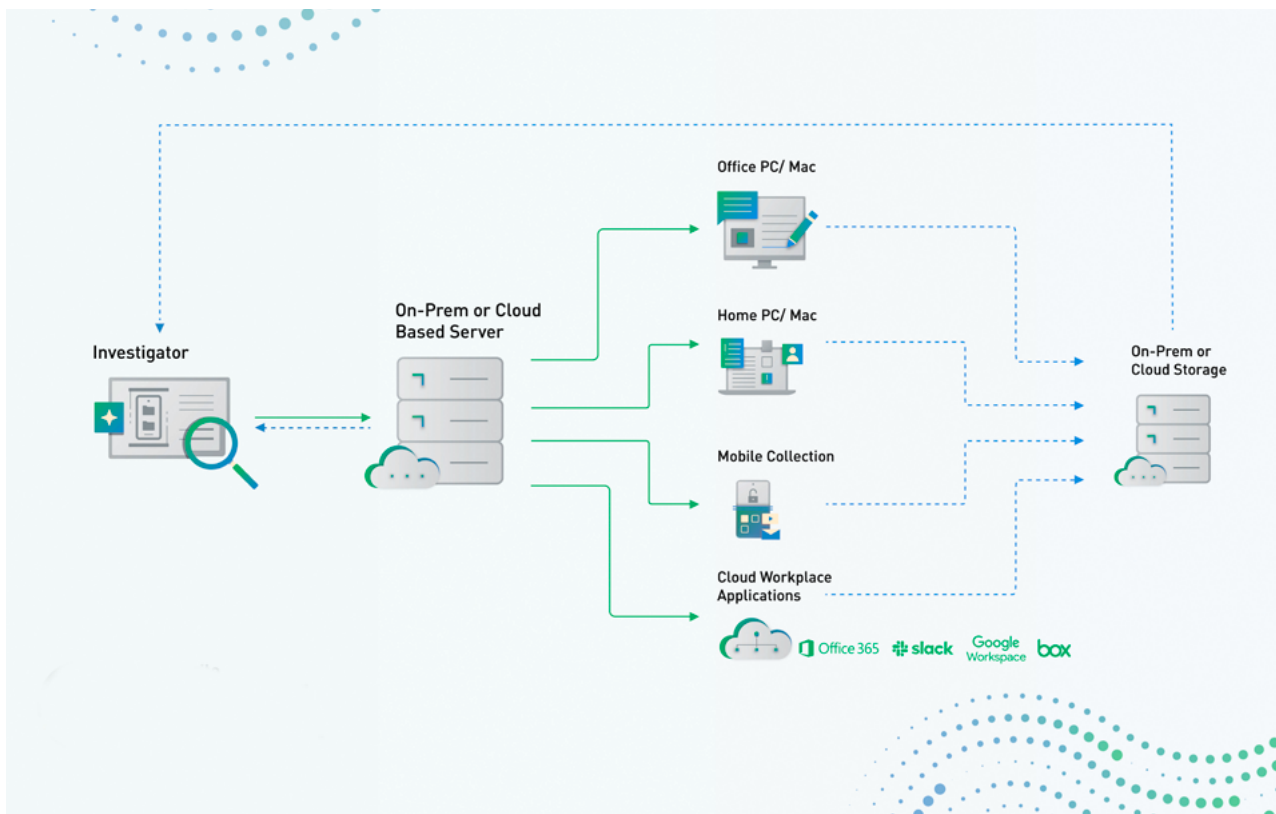 Office PC/ Mac
On-Prem or Cloud
Based Server
Home PC/ Mac
Investigator
On-Prem or
Cloud Storage
Mobile Collection
Cloud Workplace
Applications
Office 365
slack
Google
Workspace
box